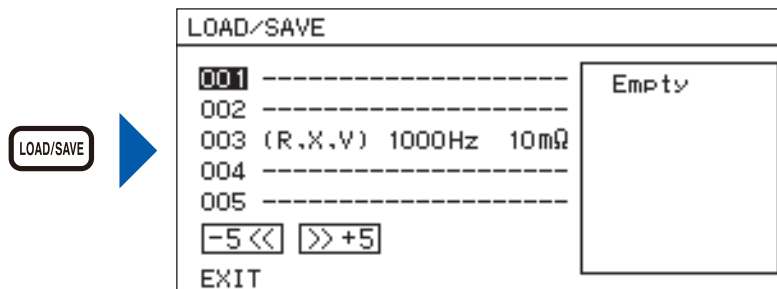 LOAD/SAVE
LOAD/SAVE
001 --------------------
002 --------------------
003 (R,X,V) 1000Hz 10mΩ
004 --------------------
005 --------------------
-5<< >>+5
EXIT
Empty